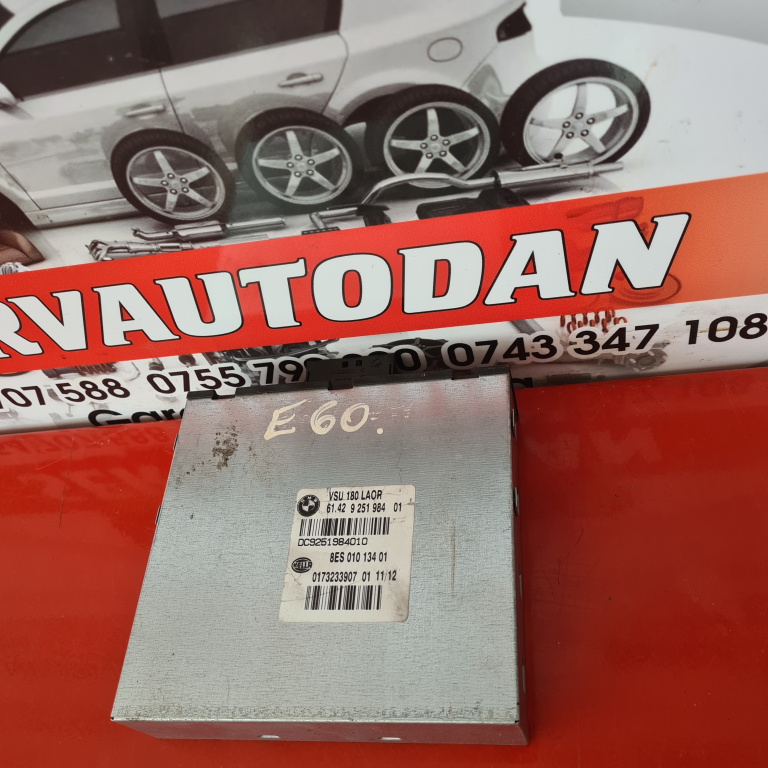 RVAUTODAN
07 588 0755 79 0743 347 108
E60.
VSU 180 LAOR
61.42 9 251 984 01
DC9251984010
8ES 010 134 01
HELLA
0173233907 01 11/12